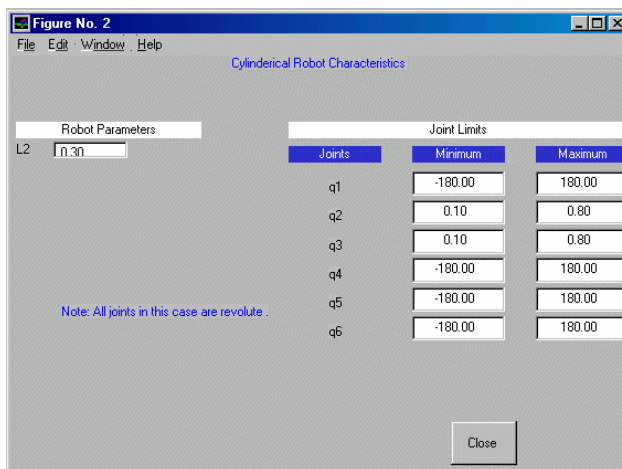 Figure No. 2
File Edit Window Help
Cylinderical Robot Characteristics
Robot Parameters
Joint Limits
L2 0.30
Joints Minimum Maximum
q1 -180.00 180.00
q2 0.10 0.80
q3 0.10 0.80
q4 -180.00 180.00
q5 -180.00 180.00
q6 -180.00 180.00
Note: All joints in this case are revolute .
Close